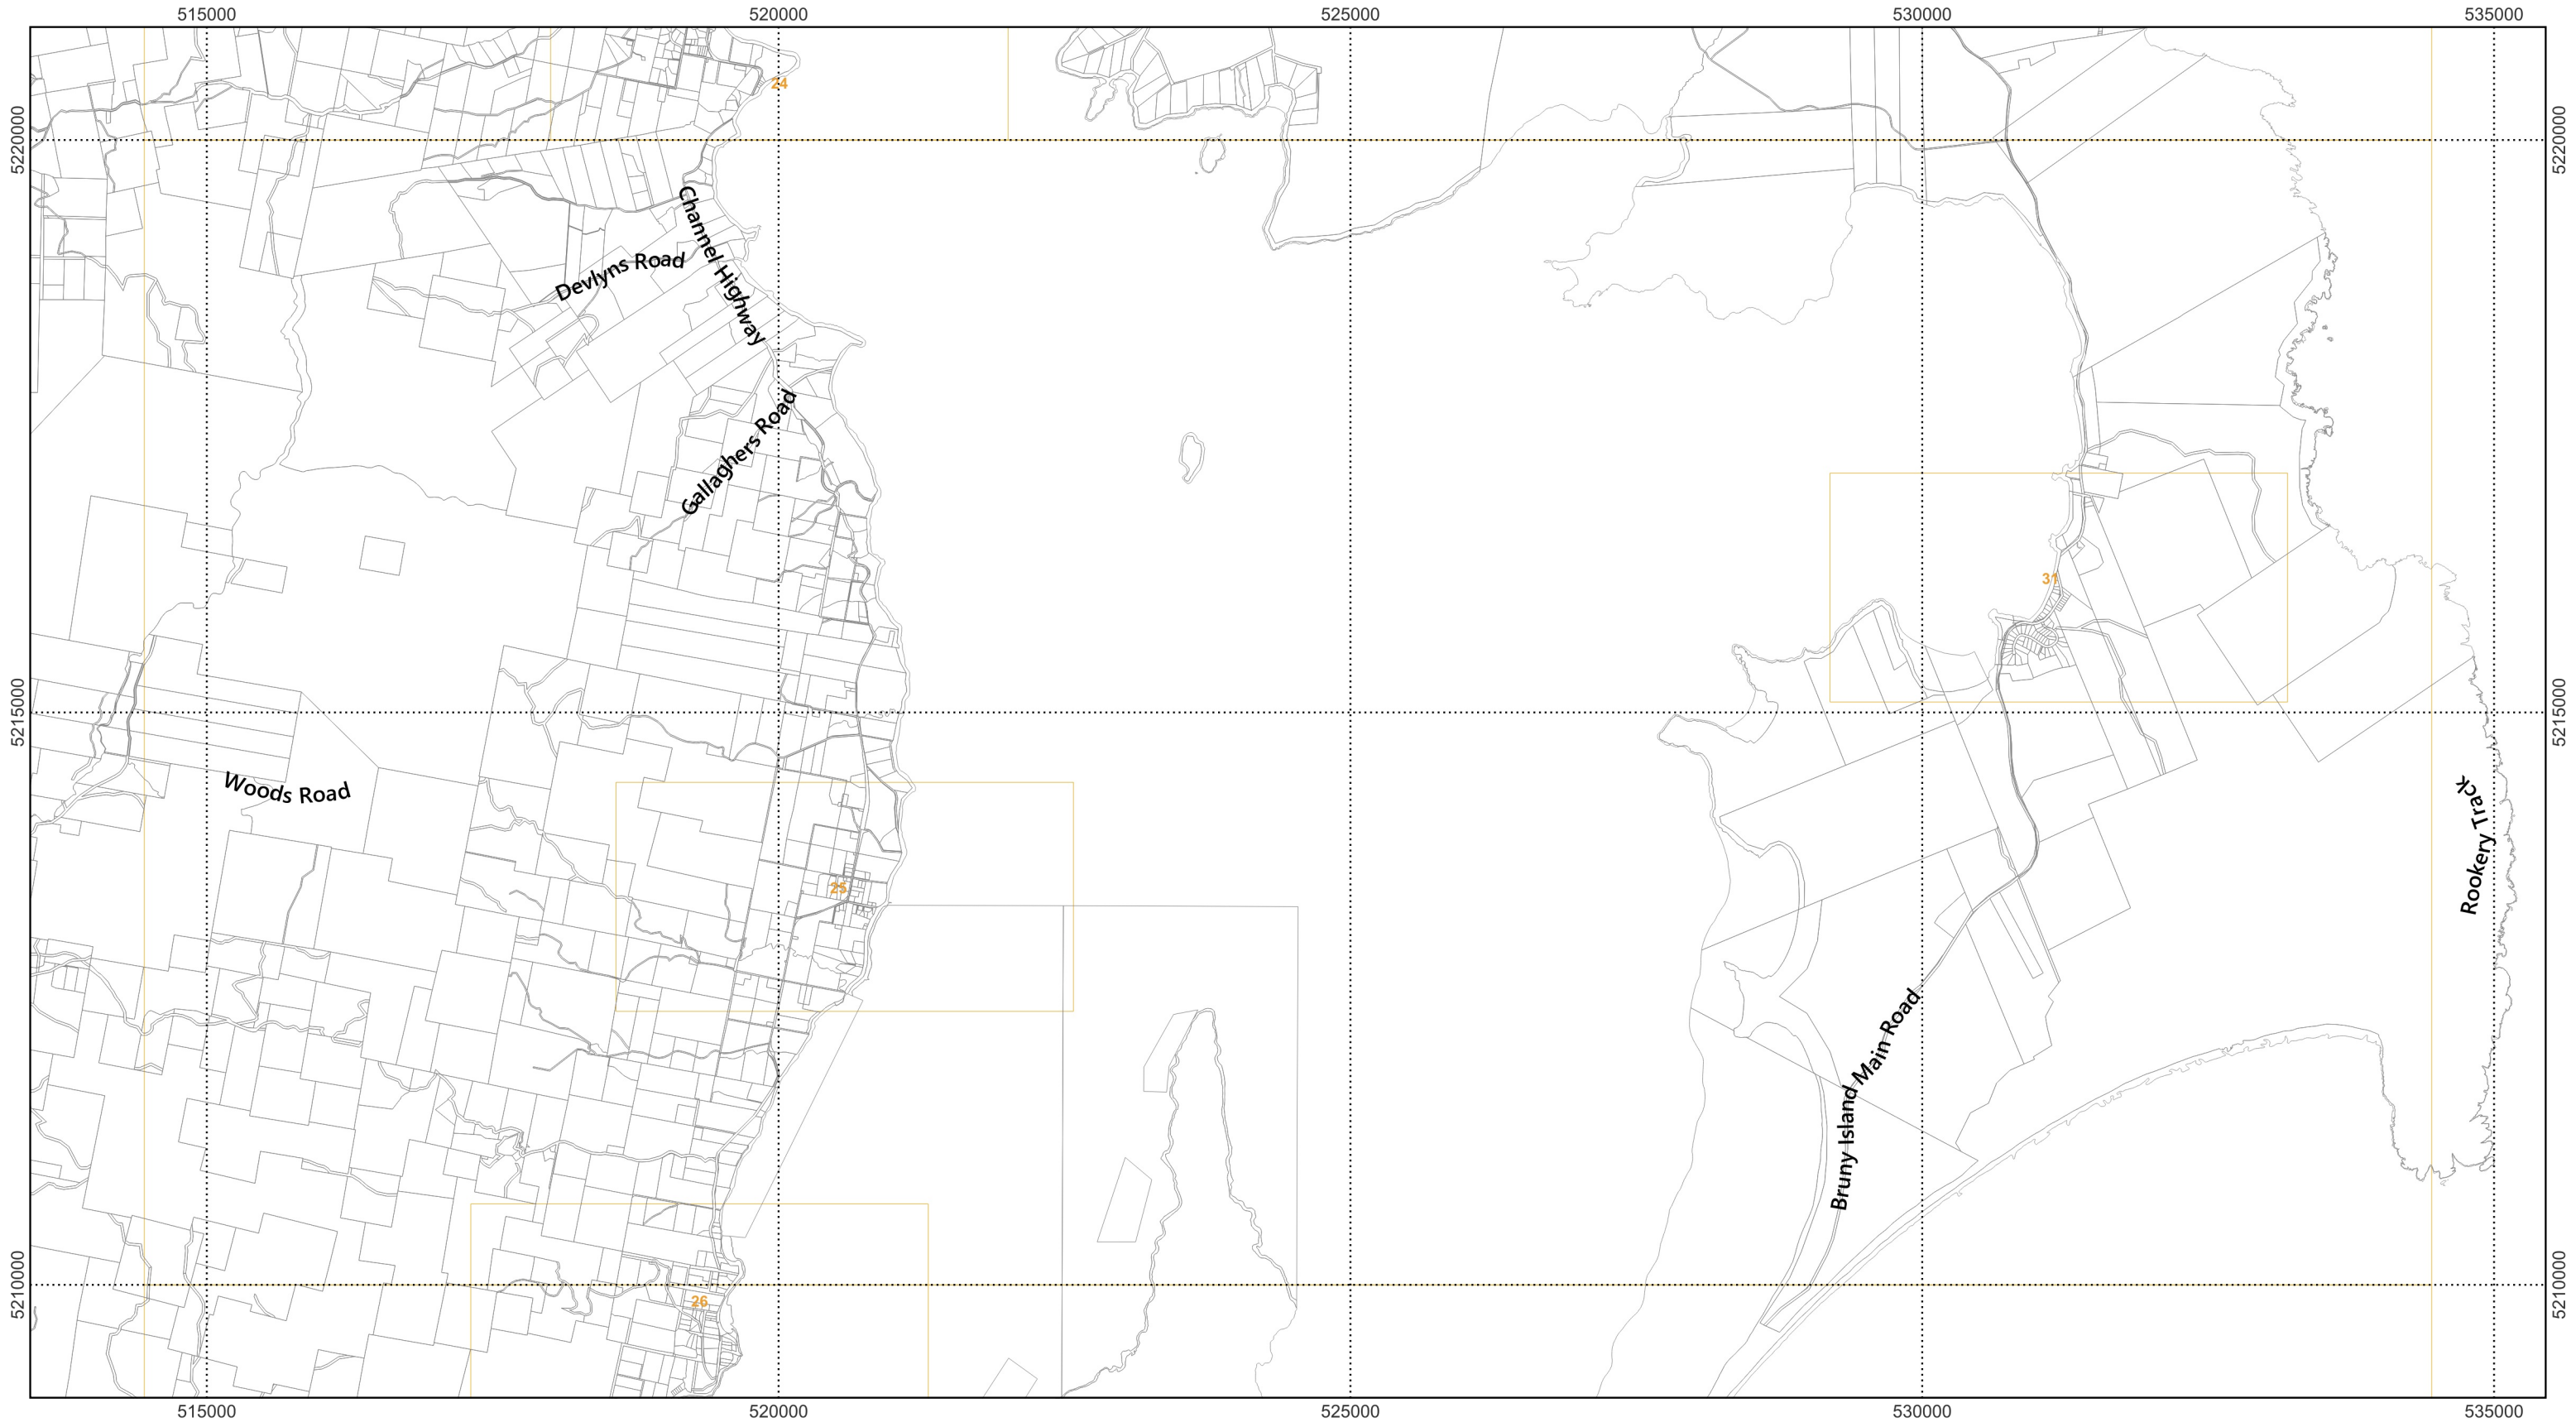 515000 520000 525000 530000 535000
24
5220000 5220000
Channel Highway
Devlyns Road
Gallaghers Road
31
5215000 5215000
Woods Road
Rookery Track
25
Bruny Island Main Road
5210000 5210000
26
515000 520000 525000 530000 535000